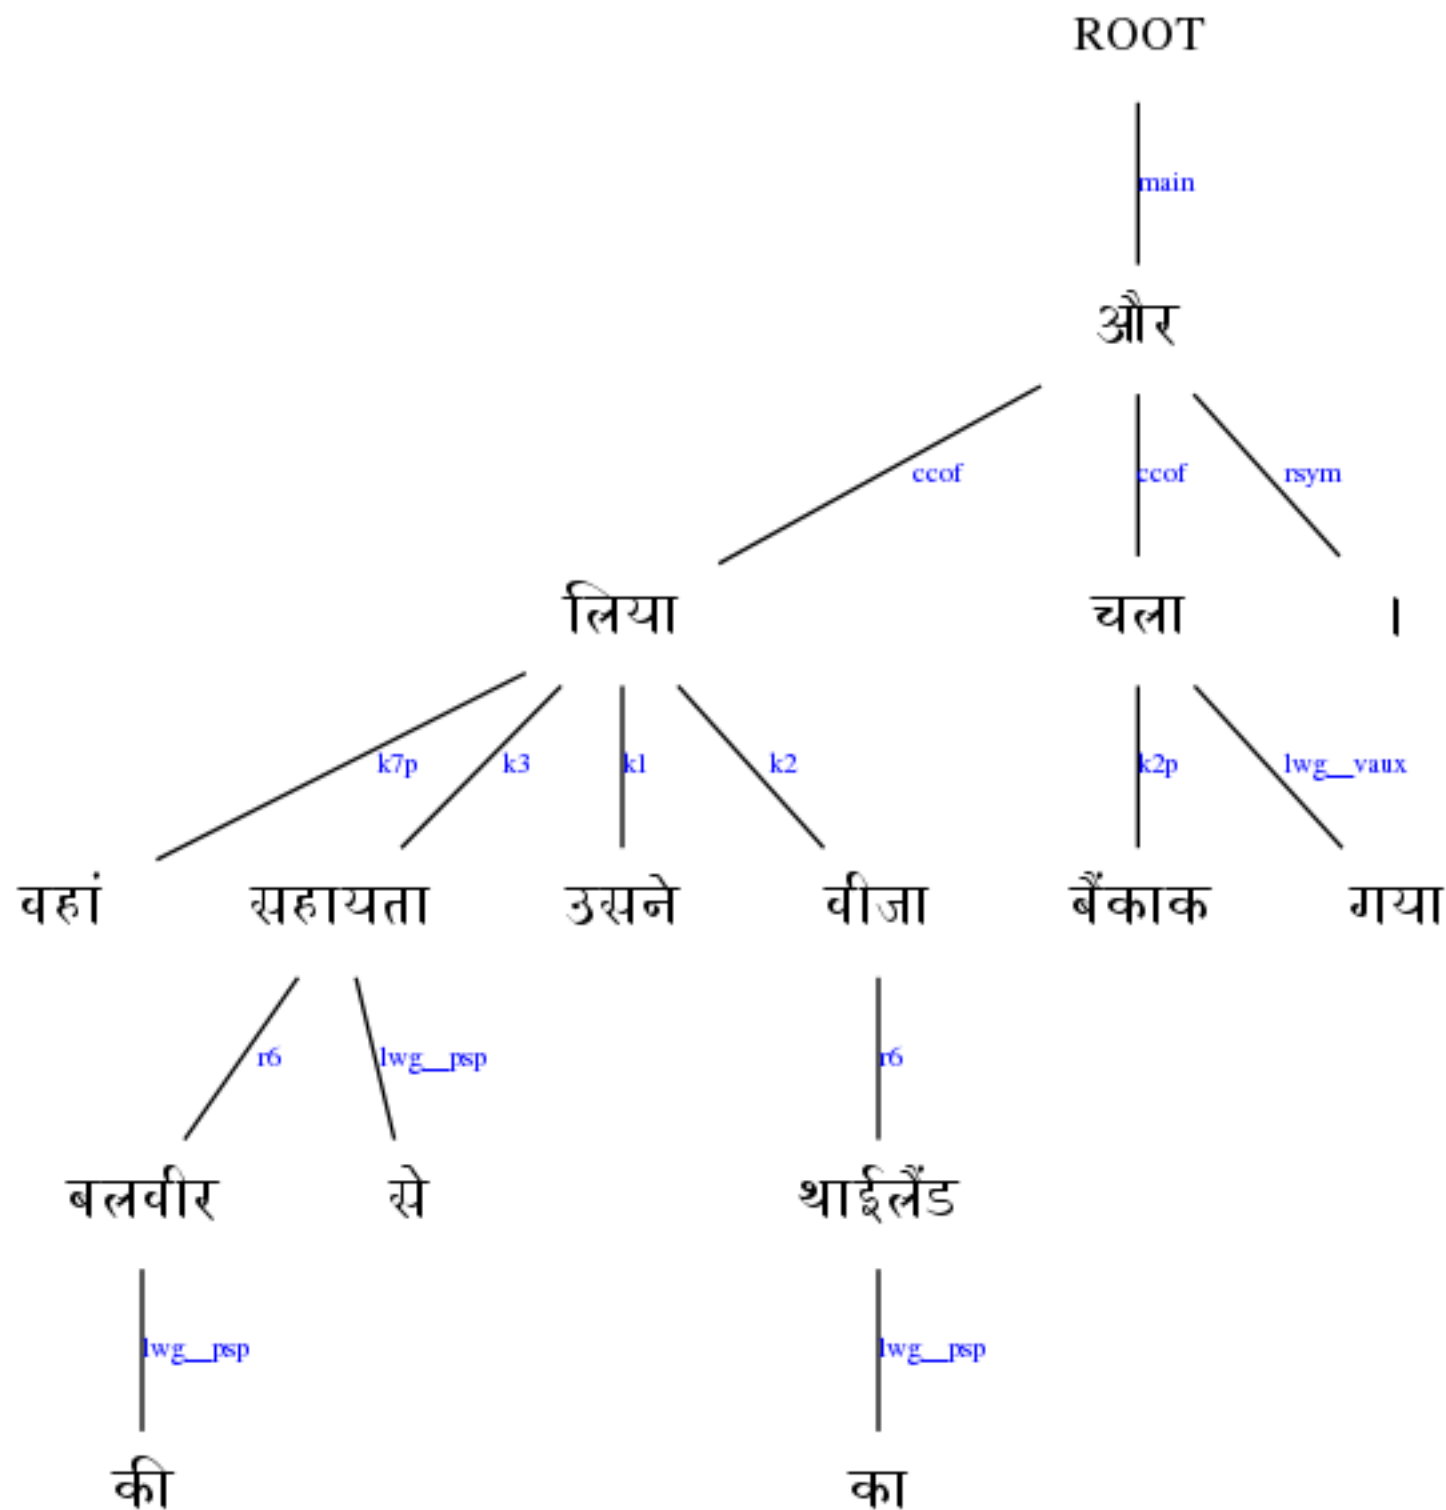 ROOT
main
और
ccof ccof rsym
लिया चला ।
k7p k3 k1 k2 k2p lwg__vaux
वहां सहायता उसने वीजा बैंकाक गया
r6 lwg__psp r6
बलवीर से थाईलैंड
lwg__psp lwg__psp
की का